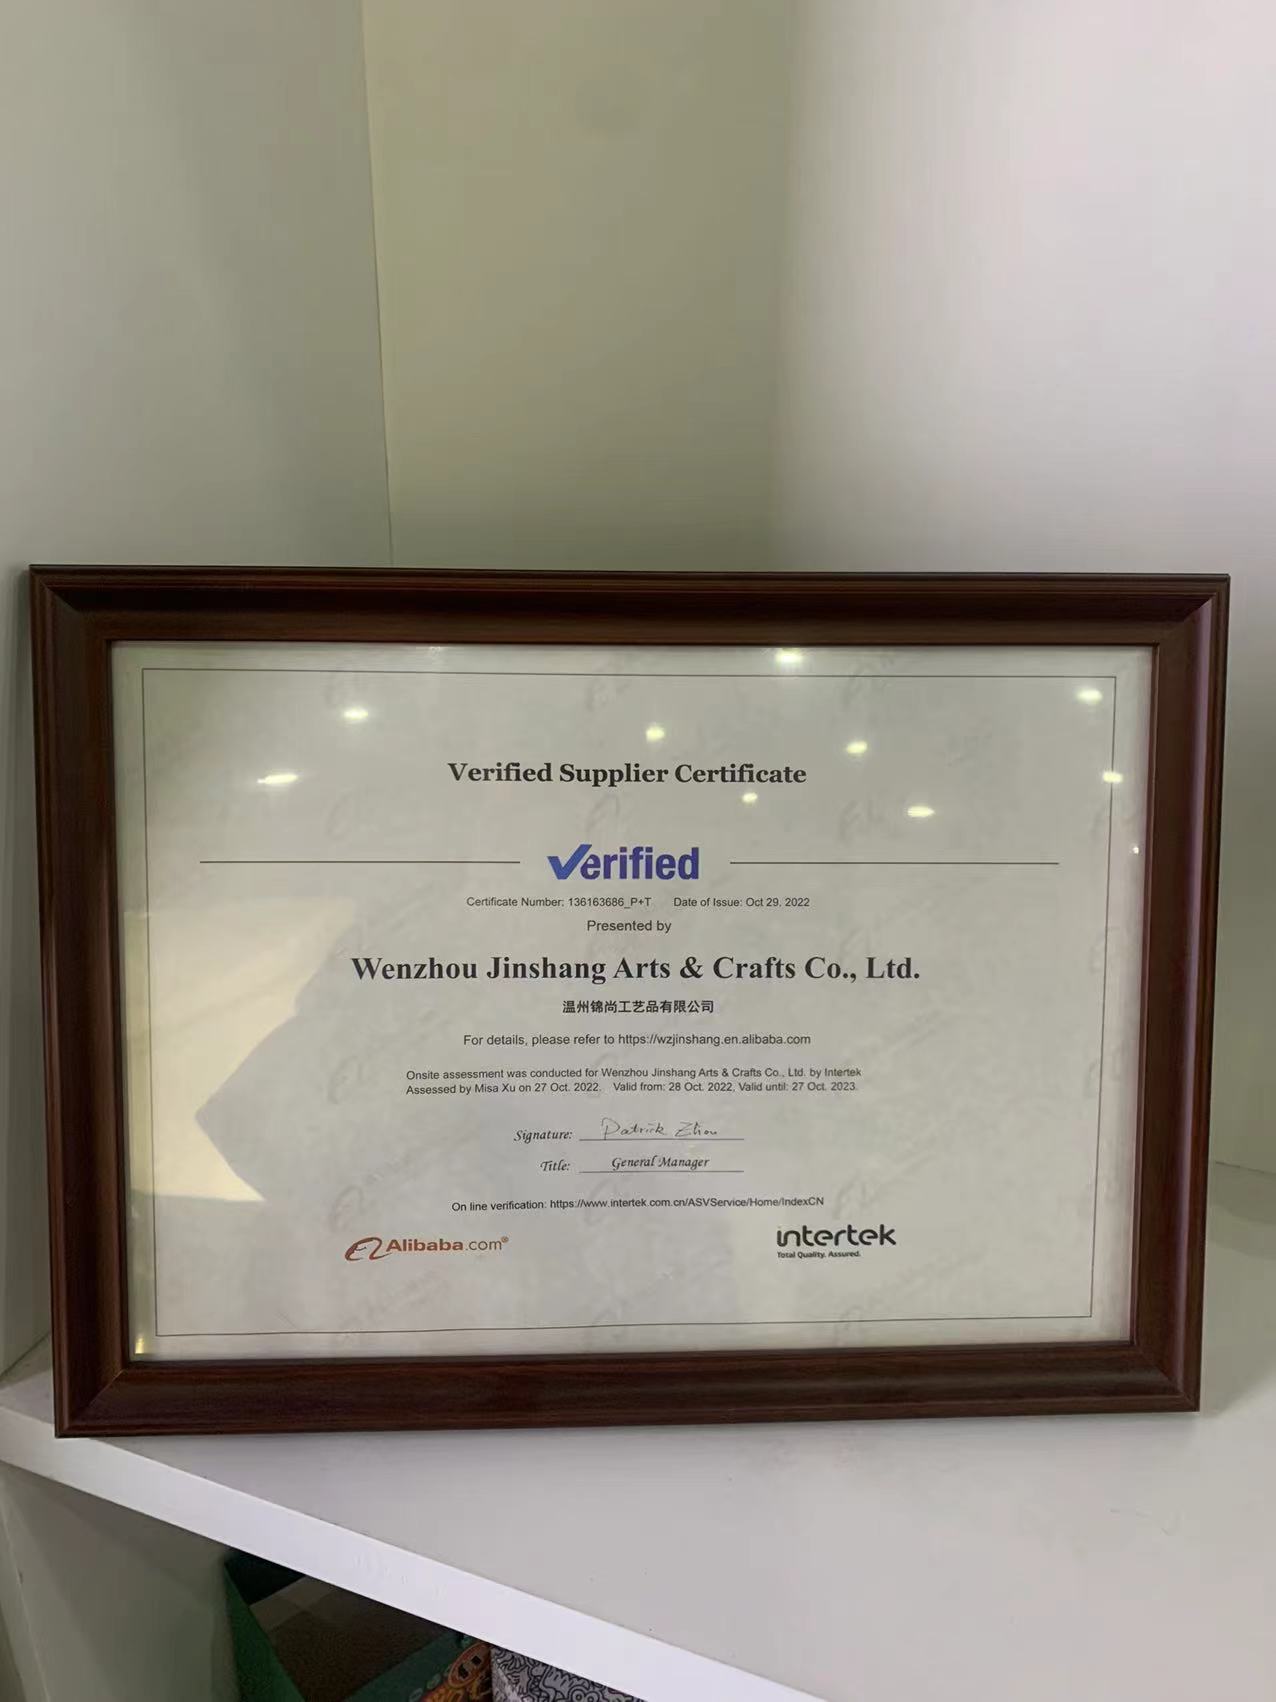 Verified Supplier Certificate
Verified
Certificate Number: 136163686_P+T Date of Issue: Oct 29. 2022
Presented by
Wenzhou Jinshang Arts & Crafts Co., Ltd.
温州锦尚工艺品有限公司
For details, please refer to https://wzjinshang.en.alibaba.com
Onsite assessment was conducted for Wenzhou Jinshang Arts & Crafts Co., Ltd. by Intertek
Assessed by Misa Xu on 27 Oct. 2022. Valid from: 28 Oct. 2022, Valid until: 27 Oct. 2023.
Signature: Patrick Zhou
Title: General Manager
On line verification: https://www.intertek.com.cn/ASVService/Home/IndexCN
Alibaba.com®
intertek
Total Quality. Assured.